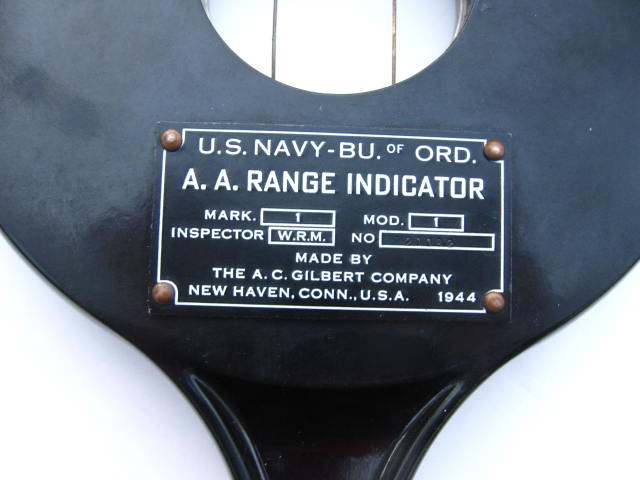 U.S. NAVY-BU. OF ORD.
A. A. RANGE INDICATOR
MARK. 1 MOD. 1
INSPECTOR W.R.M. NO
MADE BY
THE A.C. GILBERT COMPANY
NEW HAVEN, CONN., U.S.A. 1944